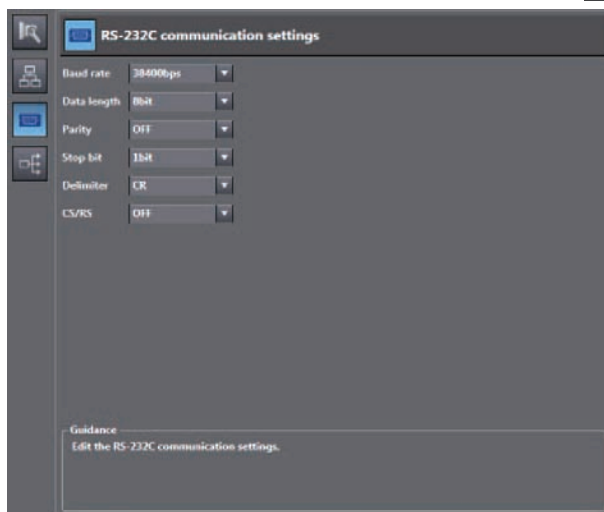 RS-232C communication settings
Baud rate 38400bps
Data length 8bit
Parity OFF
Stop bit 1bit
Delimiter CR
CS/RS OFF
Guidance
Edit the RS-232C communication settings.